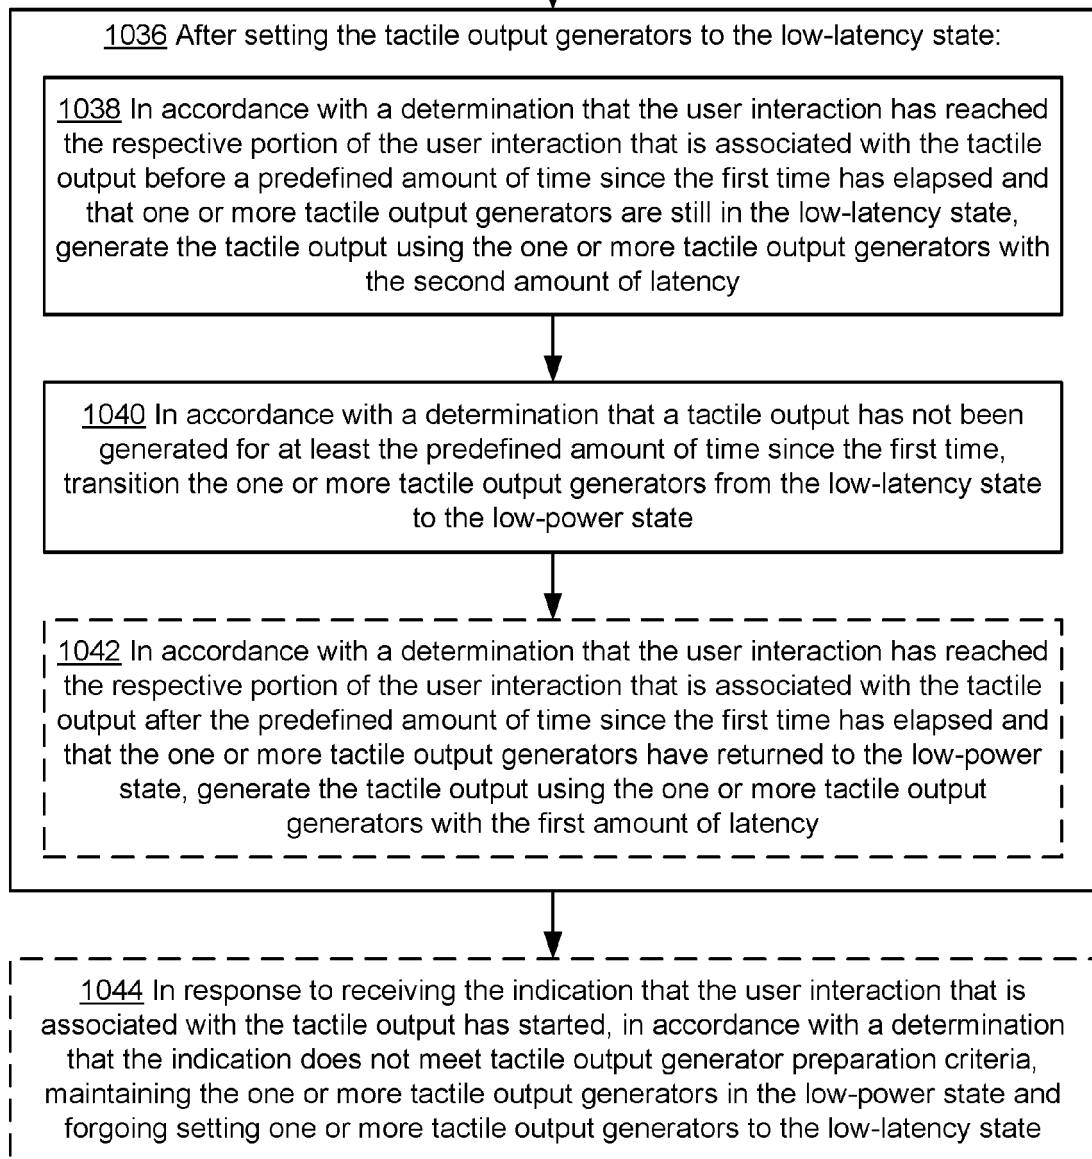 1036 After setting the tactile output generators to the low-latency state:
1038 In accordance with a determination that the user interaction has reached
the respective portion of the user interaction that is associated with the tactile
output before a predefined amount of time since the first time has elapsed and
that one or more tactile output generators are still in the low-latency state,
generate the tactile output using the one or more tactile output generators with
the second amount of latency
1040 In accordance with a determination that a tactile output has not been
generated for at least the predefined amount of time since the first time,
transition the one or more tactile output generators from the low-latency state
to the low-power state
1042 In accordance with a determination that the user interaction has reached
the respective portion of the user interaction that is associated with the tactile
output after the predefined amount of time since the first time has elapsed and
that the one or more tactile output generators have returned to the low-power
state, generate the tactile output using the one or more tactile output
generators with the first amount of latency
1044 In response to receiving the indication that the user interaction that is
associated with the tactile output has started, in accordance with a determination
that the indication does not meet tactile output generator preparation criteria,
maintaining the one or more tactile output generators in the low-power state and
forgoing setting one or more tactile output generators to the low-latency state